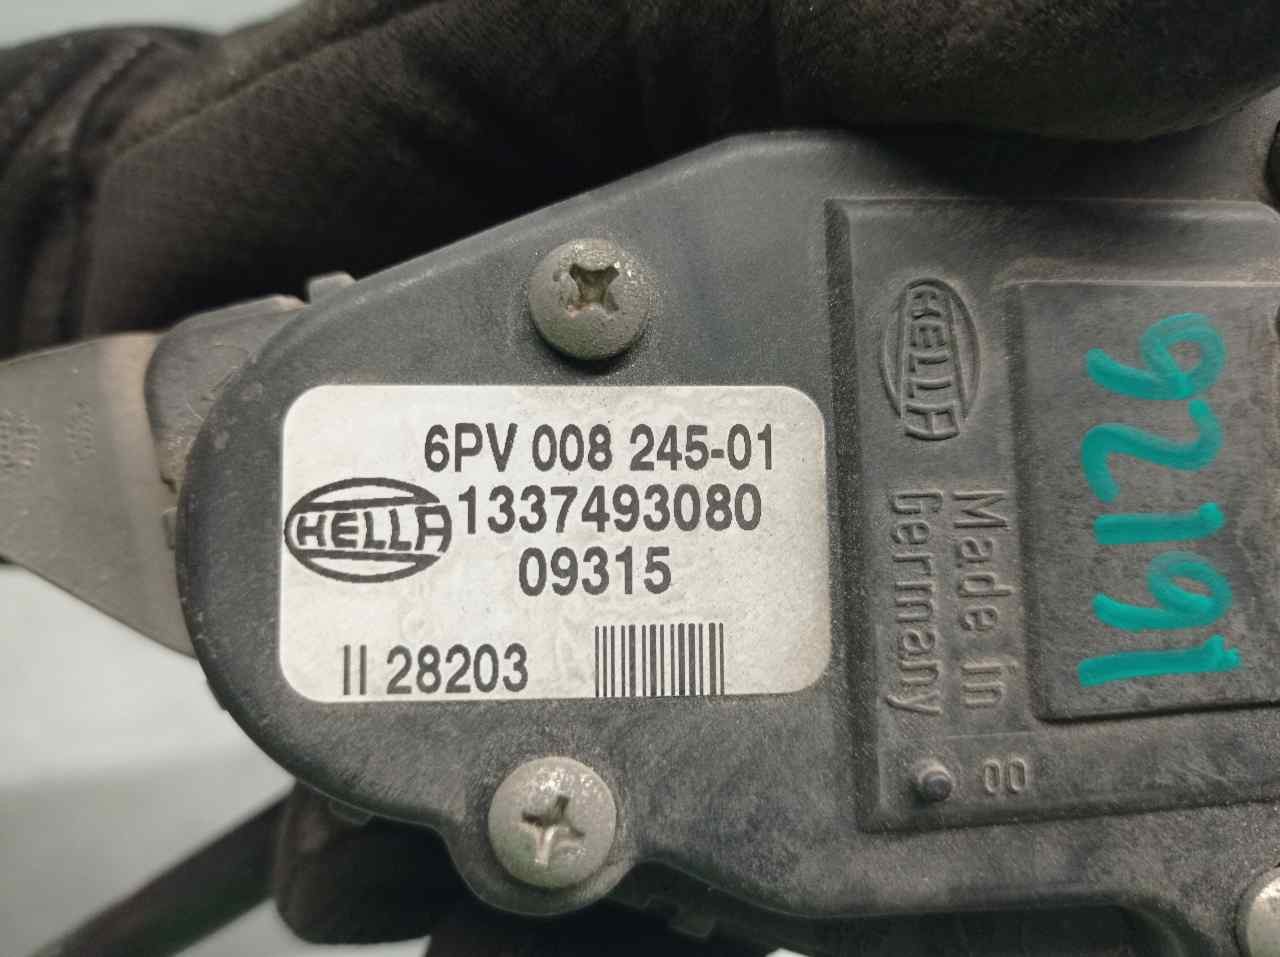 6PV 008 245-01
HELLA
1337493080
09315
II 28203
HELLA
Made in
Germany
00
92191